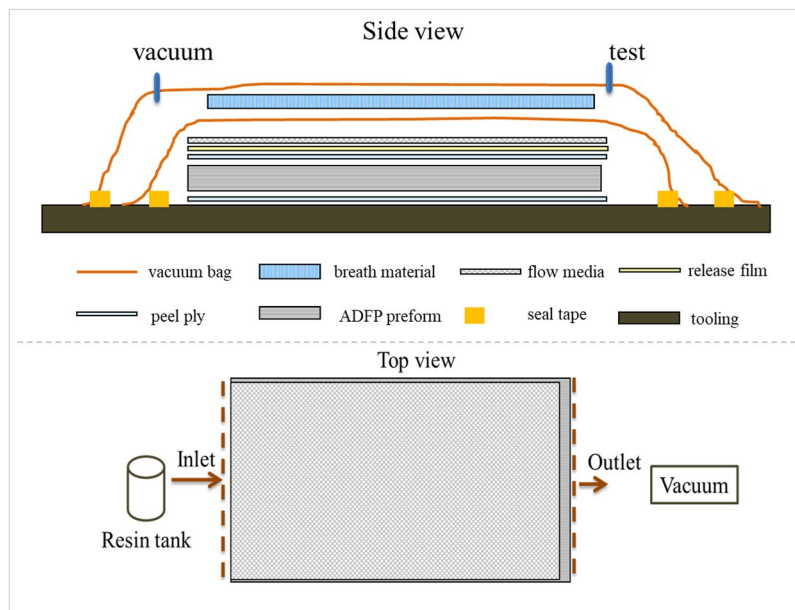 Side view
vacuum
test
vacuum bag
breath material
flow media
release film
peel ply
ADFP preform
seal tape
tooling
Top view
Inlet
Outlet
Resin tank
Vacuum